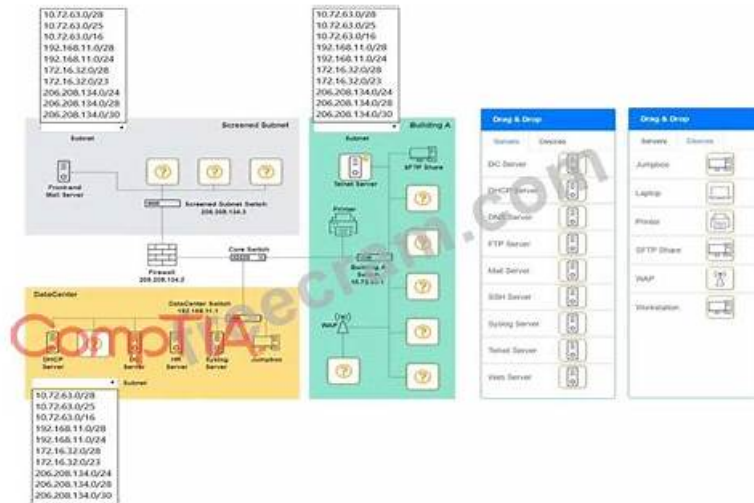 10.72.63.0/28
10.72.63.0/25
10.72.63.0/16
192.168.11.0/28
192.168.11.0/24
172.16.32.0/28
172.16.32.0/23
206.208.134.0/24
206.208.134.0/28
206.208.134.0/30
Subnet
Screened Subnet
Frontend
Mail Server
Screened Subnet Switch
Firewall
Core Switch
10.72.63.0/28
10.72.63.0/25
10.72.63.0/16
192.168.11.0/28
192.168.11.0/24
172.16.32.0/28
172.16.32.0/23
206.208.134.0/24
206.208.134.0/28
206.208.134.0/30
Subnet
Building A
Telnet Server
SFTP Share
Printer
Building A
Switch
WAP
DataCenter
DataCenter Switch
192.168.11.1
CompTIA
DHCP
Server
DC
Server
HR
Server
Syslog
Server
Jumpbox
Subnet
10.72.63.0/28
10.72.63.0/25
10.72.63.0/16
192.168.11.0/28
192.168.11.0/24
172.16.32.0/28
172.16.32.0/23
206.208.134.0/24
206.208.134.0/28
206.208.134.0/30
Drag & Drop
Servers Devices
DC Server
DHCP Server
DNS Server
FTP Server
Mail Server
SSH Server
Syslog Server
Telnet Server
Web Server
Drag & Drop
Servers Devices
Jumpbox
Laptop
Printer
SFTP Share
WAP
Workstation
freecram.com